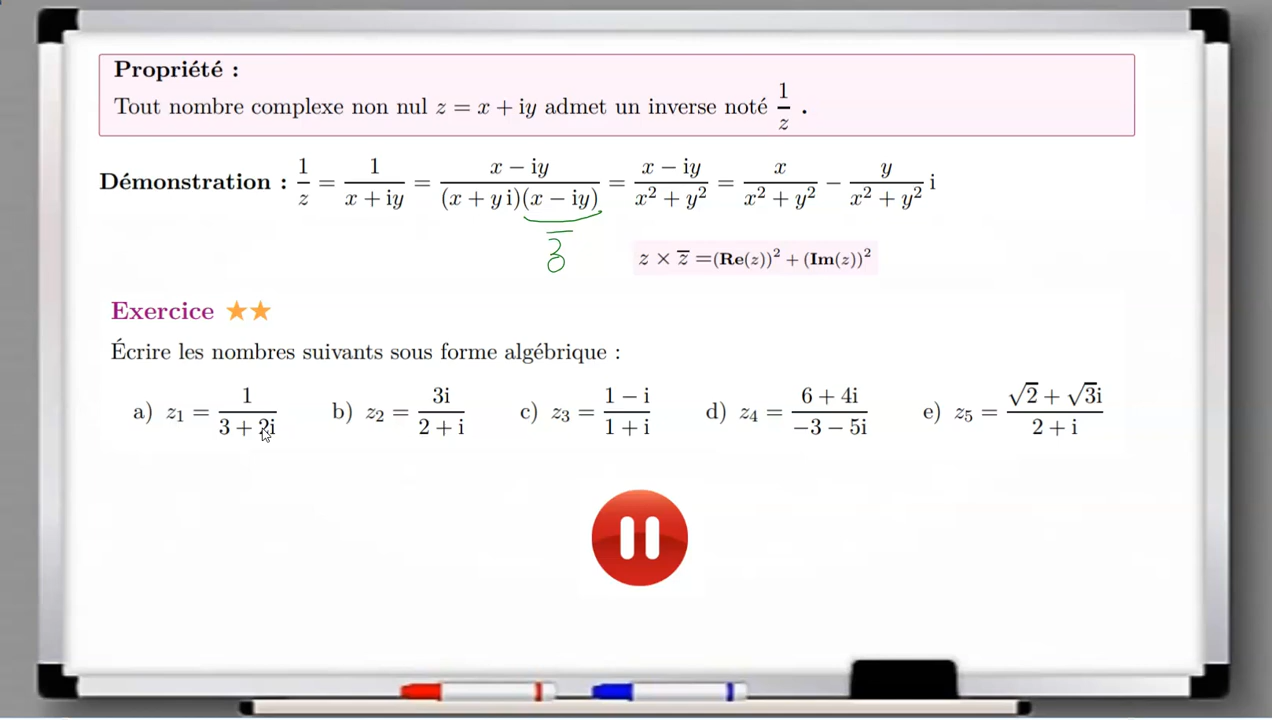 Propriété :
Tout nombre complexe non nul z = x + iy admet un inverse noté 1/z .
Démonstration : 1/z = 1/(x + iy) = (x − iy)/((x + y i)(x − iy)) = (x − iy)/(x² + y²) = x/(x² + y²) − y/(x² + y²) i
z̅
z × z̅ =(Re(z))² + (Im(z))²
Exercice ★★
Écrire les nombres suivants sous forme algébrique :
a) z₁ = 1/(3 + 2i) b) z₂ = 3i/(2 + i) c) z₃ = (1 − i)/(1 + i) d) z₄ = (6 + 4i)/(−3 − 5i) e) z₅ = (√2 + √3i)/(2 + i)